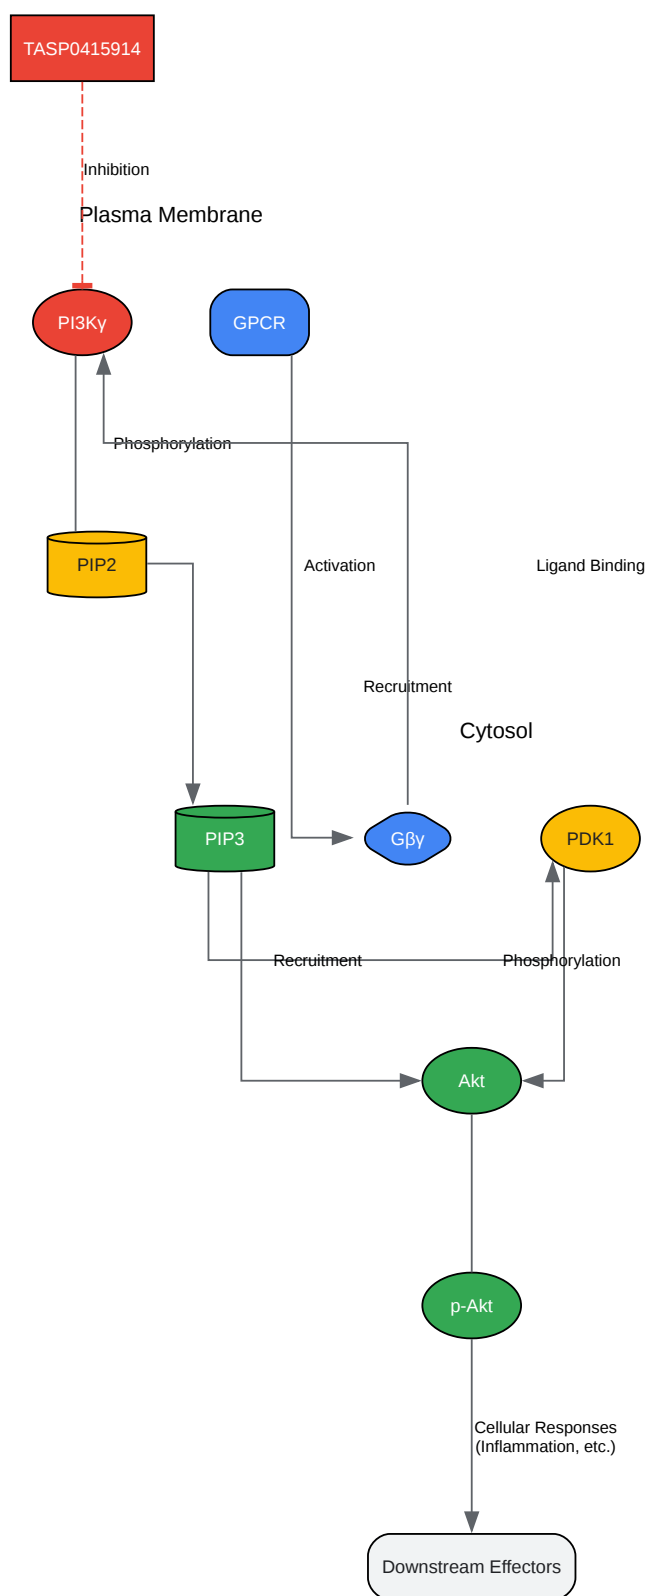 TASP0415914
Inhibition
Plasma Membrane
PI3Kγ
GPCR
Phosphorylation
PIP2
Activation
Ligand Binding
Recruitment
Cytosol
PIP3
Gβγ
PDK1
Recruitment
Phosphorylation
Akt
p-Akt
Cellular Responses
(Inflammation, etc.)
Downstream Effectors